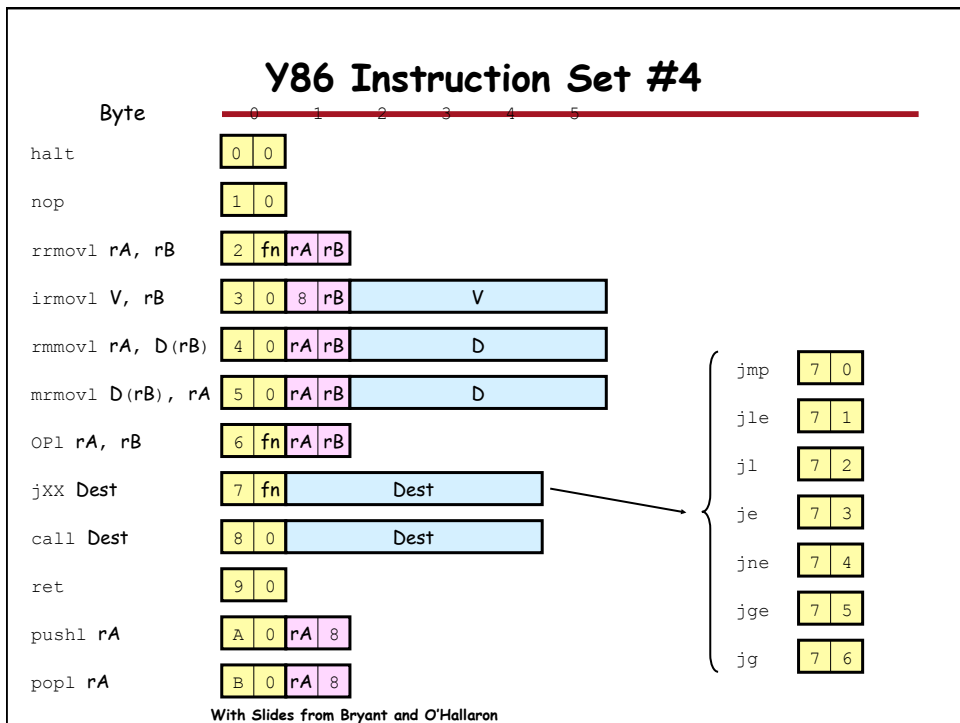 Y86 Instruction Set #4
Byte 0 1 2 3 4 5
halt 0 0
nop 1 0
rrmovl rA, rB 2 fn rA rB
irmovl V, rB 3 0 8 rB V
rmmovl rA, D(rB) 4 0 rA rB D
mrmovl D(rB), rA 5 0 rA rB D
OPl rA, rB 6 fn rA rB
jXX Dest 7 fn Dest
call Dest 8 0 Dest
ret 9 0
pushl rA A 0 rA 8
popl rA B 0 rA 8
jmp 7 0
jle 7 1
jl 7 2
je 7 3
jne 7 4
jge 7 5
jg 7 6
With Slides from Bryant and O'Hallaron